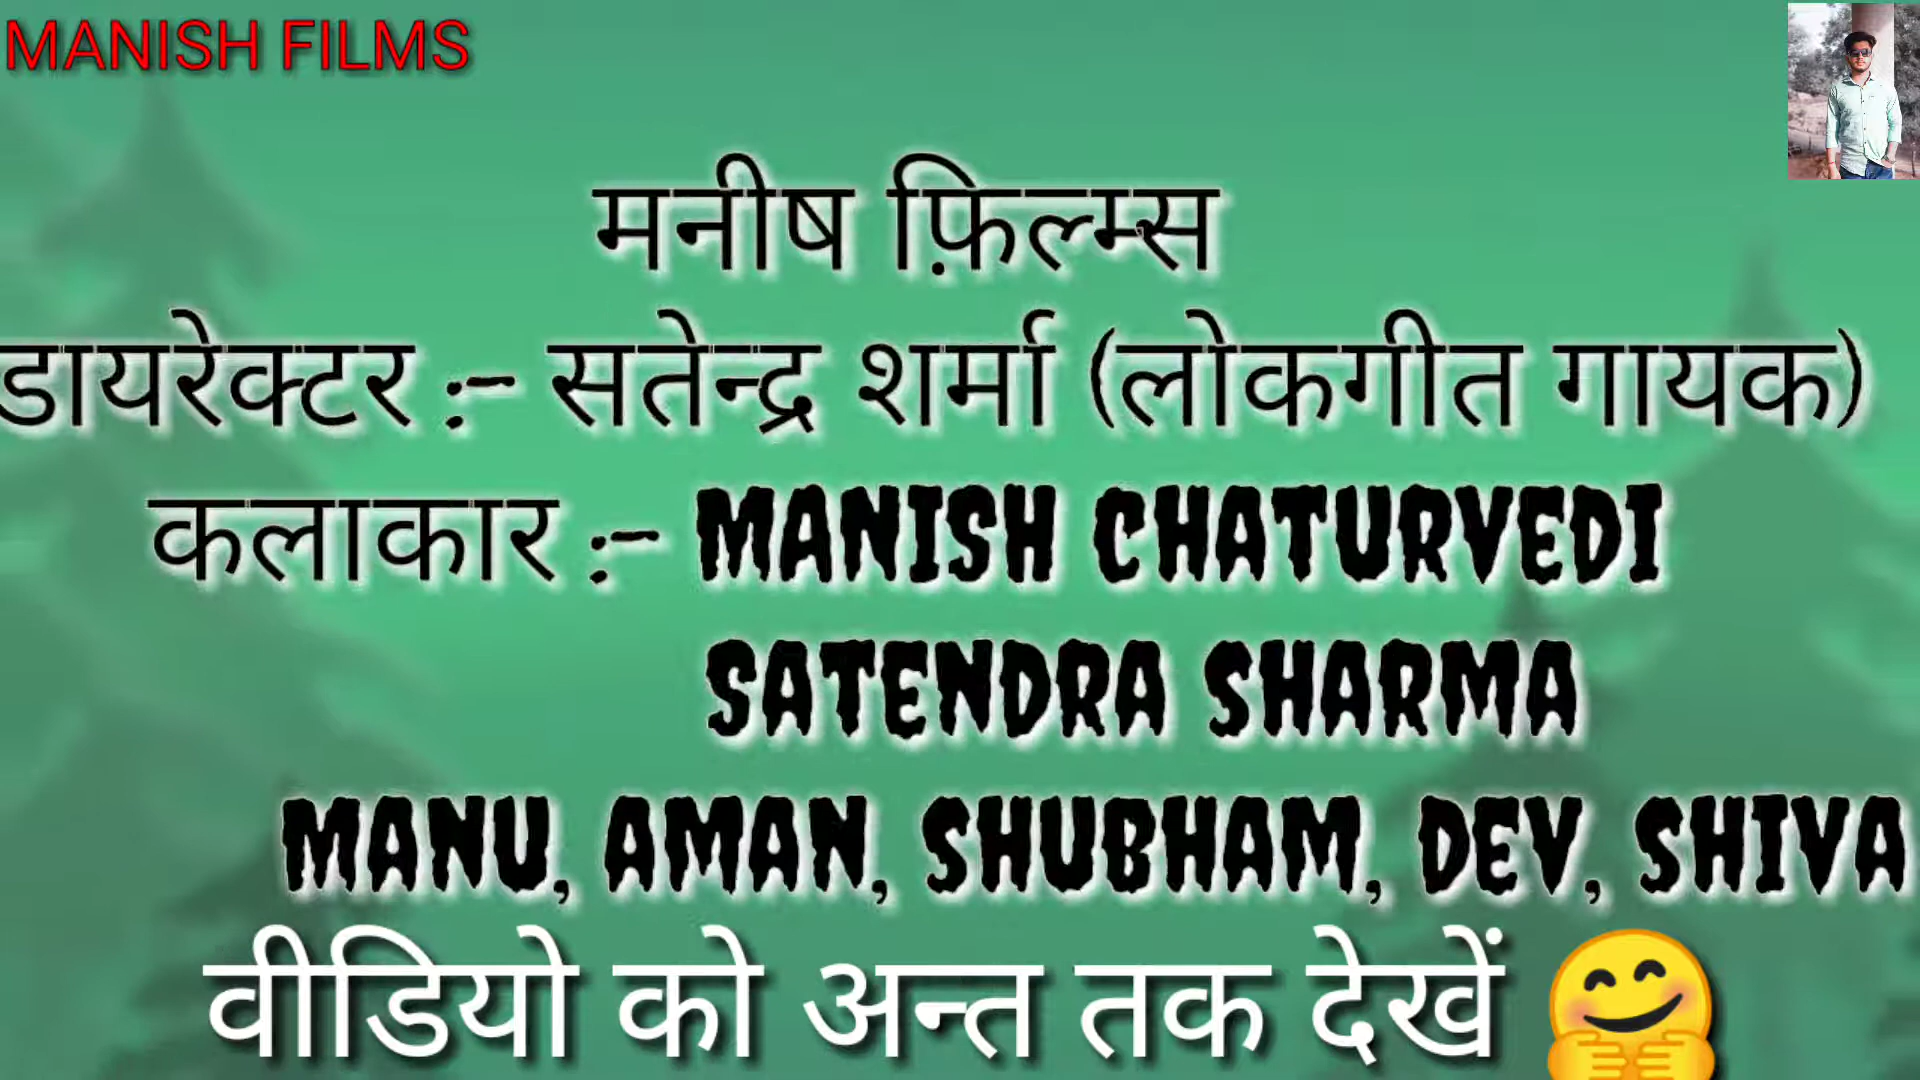 MANISH FILMS
मनीष फ़िल्म्स
डायरेक्टर :- सतेन्द्र शर्मा (लोकगीत गायक)
कलाकार :- MANISH CHATURVEDI
SATENDRA SHARMA
MANU, AMAN, SHUBHAM, DEV, SHIVA
वीडियो को अन्त तक देखें 🤗